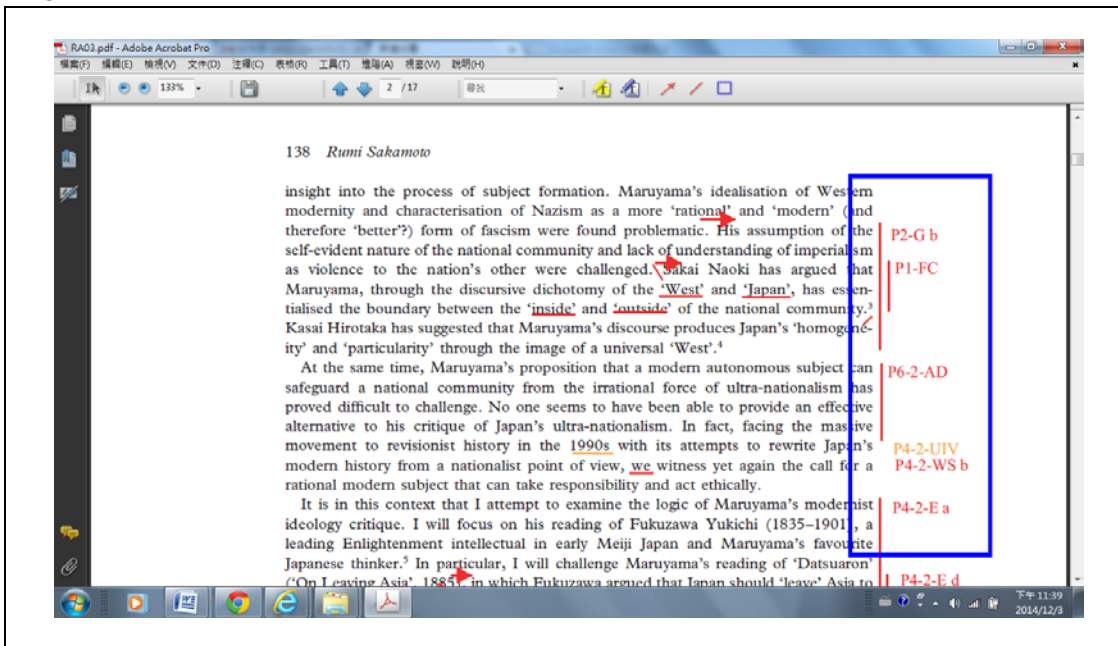 RA03.pdf - Adobe Acrobat Pro
檔案(F) 編輯(E) 檢視(V) 文件(D) 注釋(C) 表格(R) 工具(T) 進階(A) 視窗(W) 說明(H)
133% 2 /17 尋找
138 Rumi Sakamoto
insight into the process of subject formation. Maruyama's idealisation of Western
modernity and characterisation of Nazism as a more 'rational' and 'modern' (and
therefore 'better'?) form of fascism were found problematic. His assumption of the
self-evident nature of the national community and lack of understanding of imperialism
as violence to the nation's other were challenged. Sakai Naoki has argued that
Maruyama, through the discursive dichotomy of the 'West' and 'Japan', has essen-
tialised the boundary between the 'inside' and 'outside' of the national community.³
Kasai Hirotaka has suggested that Maruyama's discourse produces Japan's 'homogene-
ity' and 'particularity' through the image of a universal 'West'.⁴
At the same time, Maruyama's proposition that a modern autonomous subject can
safeguard a national community from the irrational force of ultra-nationalism has
proved difficult to challenge. No one seems to have been able to provide an effective
alternative to his critique of Japan's ultra-nationalism. In fact, facing the massive
movement to revisionist history in the 1990s with its attempts to rewrite Japan's
modern history from a nationalist point of view, we witness yet again the call for a
rational modern subject that can take responsibility and act ethically.
It is in this context that I attempt to examine the logic of Maruyama's modernist
ideology critique. I will focus on his reading of Fukuzawa Yukichi (1835–1901), a
leading Enlightenment intellectual in early Meiji Japan and Maruyama's favourite
Japanese thinker.⁵ In particular, I will challenge Maruyama's reading of 'Datsuaron'
('On Leaving Asia', 1885), in which Fukuzawa argued that Japan should 'leave' Asia to
P2-G b
P1-FC
P6-2-AD
P4-2-UIV
P4-2-WS b
P4-2-E a
P4-2-E d
下午 11:39
2014/12/3